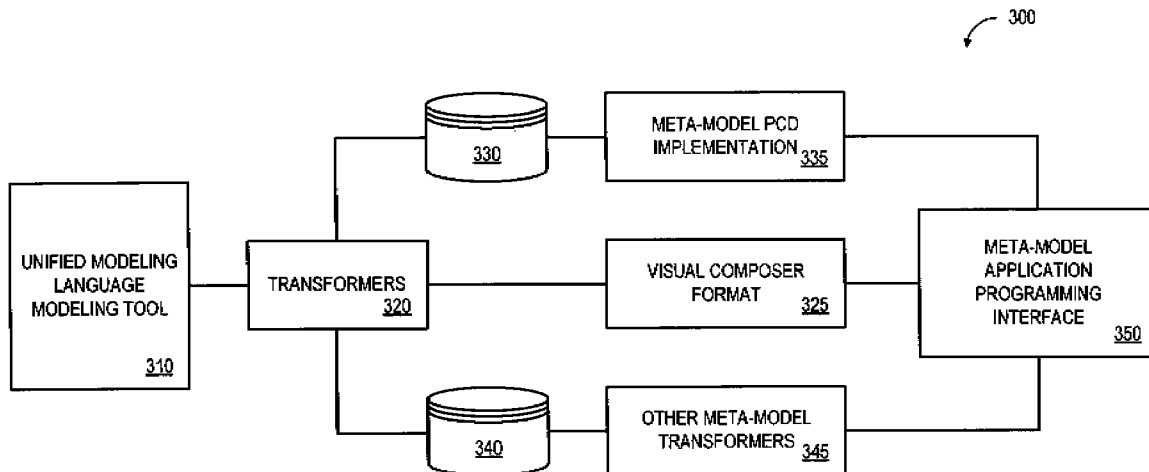 300
330
META-MODEL PCD
IMPLEMENTATION
335
UNIFIED MODELING
LANGUAGE
MODELING TOOL
310
TRANSFORMERS
320
VISUAL COMPOSER
FORMAT
325
META-MODEL
APPLICATION
PROGRAMMING
INTERFACE
350
340
OTHER META-MODEL
TRANSFORMERS
345